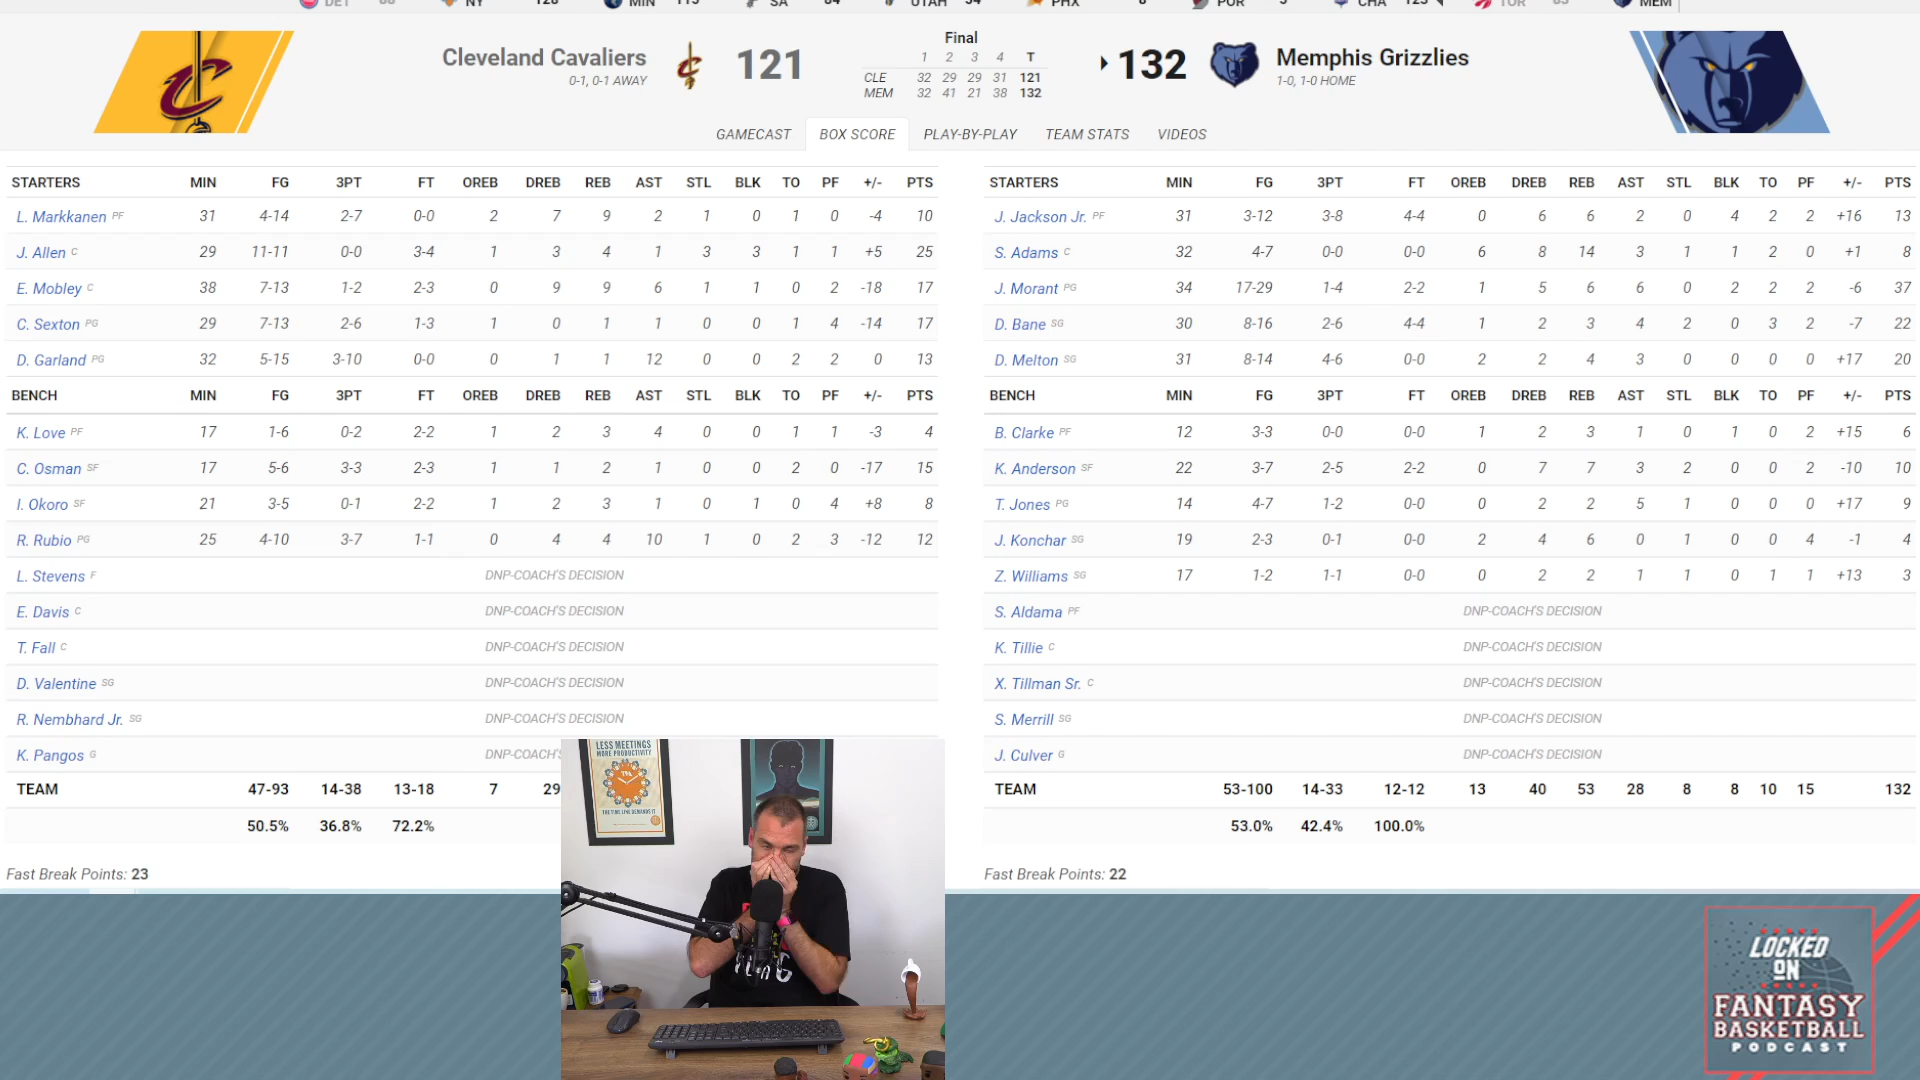 DET 88 NY 128 MIN 115 SA 84 UTAH 54 PHX 8 POR 5 CHA 123 TOR 83 MEM
Cleveland Cavaliers
0-1, 0-1 AWAY
121
Final
1 2 3 4 T
CLE 32 29 29 31 121
MEM 32 41 21 38 132
132
Memphis Grizzlies
1-0, 1-0 HOME
GAMECAST BOX SCORE PLAY-BY-PLAY TEAM STATS VIDEOS
STARTERS MIN FG 3PT FT OREB DREB REB AST STL BLK TO PF +/- PTS
L. Markkanen PF 31 4-14 2-7 0-0 2 7 9 2 1 0 1 0 -4 10
J. Allen C 29 11-11 0-0 3-4 1 3 4 1 3 3 1 1 +5 25
E. Mobley C 38 7-13 1-2 2-3 0 9 9 6 1 1 0 2 -18 17
C. Sexton PG 29 7-13 2-6 1-3 1 0 1 1 0 0 1 4 -14 17
D. Garland PG 32 5-15 3-10 0-0 0 1 1 12 0 0 2 2 0 13
BENCH MIN FG 3PT FT OREB DREB REB AST STL BLK TO PF +/- PTS
K. Love PF 17 1-6 0-2 2-2 1 2 3 4 0 0 1 1 -3 4
C. Osman SF 17 5-6 3-3 2-3 1 1 2 1 0 0 2 0 -17 15
I. Okoro SF 21 3-5 0-1 2-2 1 2 3 1 0 1 0 4 +8 8
R. Rubio PG 25 4-10 3-7 1-1 0 4 4 10 1 0 2 3 -12 12
L. Stevens F DNP-COACH'S DECISION
E. Davis C DNP-COACH'S DECISION
T. Fall C DNP-COACH'S DECISION
D. Valentine SG DNP-COACH'S DECISION
R. Nembhard Jr. SG DNP-COACH'S DECISION
K. Pangos G DNP-COACH'S
TEAM 47-93 14-38 13-18 7 29
50.5% 36.8% 72.2%
Fast Break Points: 23
STARTERS MIN FG 3PT FT OREB DREB REB AST STL BLK TO PF +/- PTS
J. Jackson Jr. PF 31 3-12 3-8 4-4 0 6 6 2 0 4 2 2 +16 13
S. Adams C 32 4-7 0-0 0-0 6 8 14 3 1 1 2 0 +1 8
J. Morant PG 34 17-29 1-4 2-2 1 5 6 6 0 2 2 2 -6 37
D. Bane SG 30 8-16 2-6 4-4 1 2 3 4 2 0 3 2 -7 22
D. Melton SG 31 8-14 4-6 0-0 2 2 4 3 0 0 0 0 +17 20
BENCH MIN FG 3PT FT OREB DREB REB AST STL BLK TO PF +/- PTS
B. Clarke PF 12 3-3 0-0 0-0 1 2 3 1 0 1 0 2 +15 6
K. Anderson SF 22 3-7 2-5 2-2 0 7 7 3 2 0 0 2 -10 10
T. Jones PG 14 4-7 1-2 0-0 0 2 2 5 1 0 0 0 +17 9
J. Konchar SG 19 2-3 0-1 0-0 2 4 6 0 1 0 0 4 -1 4
Z. Williams SG 17 1-2 1-1 0-0 0 2 2 1 1 0 1 1 +13 3
S. Aldama PF DNP-COACH'S DECISION
K. Tillie C DNP-COACH'S DECISION
X. Tillman Sr. C DNP-COACH'S DECISION
S. Merrill SG DNP-COACH'S DECISION
J. Culver G DNP-COACH'S DECISION
TEAM 53-100 14-33 12-12 13 40 53 28 8 8 10 15 132
53.0% 42.4% 100.0%
Fast Break Points: 22
LESS MEETINGS
MORE PRODUCTIVITY
THE TIME LINE DEMANDS IT
LOCKED
ON
FANTASY
BASKETBALL
PODCAST